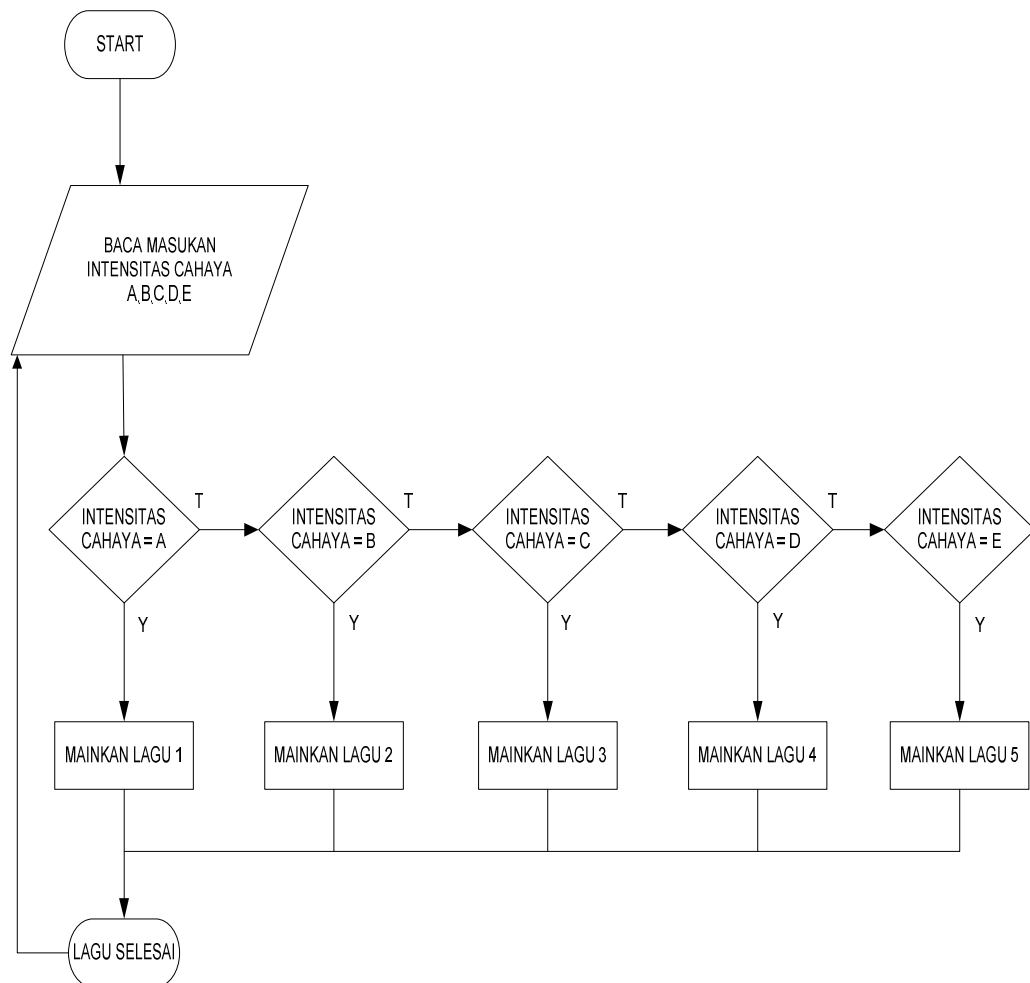 START
BACA MASUKAN
INTENSITAS CAHAYA
A,B,C,D,E
INTENSITAS
CAHAYA = A
T
INTENSITAS
CAHAYA = B
T
INTENSITAS
CAHAYA = C
T
INTENSITAS
CAHAYA = D
T
INTENSITAS
CAHAYA = E
Y
Y
Y
Y
Y
MAINKAN LAGU 1
MAINKAN LAGU 2
MAINKAN LAGU 3
MAINKAN LAGU 4
MAINKAN LAGU 5
LAGU SELESAI